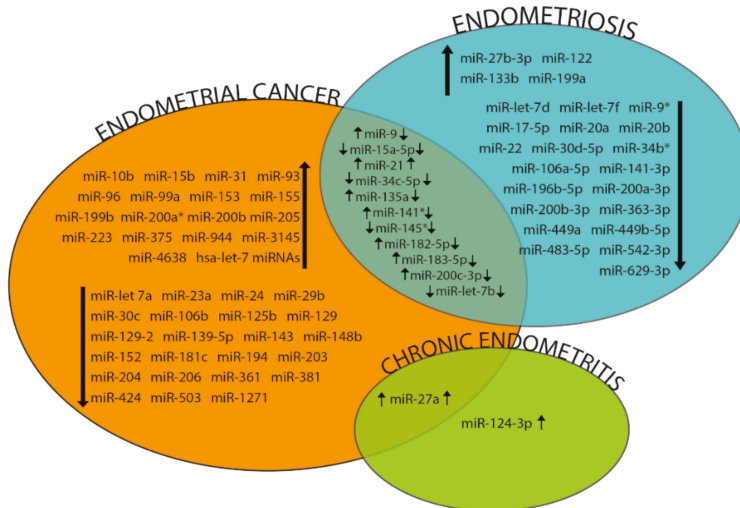 ENDOMETRIOSIS
miR-27b-3p miR-122
miR-133b miR-199a
miR-let-7d miR-let-7f miR-9*
miR-17-5p miR-20a miR-20b
miR-22 miR-30d-5p miR-34b*
miR-106a-5p miR-141-3p
miR-196b-5p miR-200a-3p
miR-200b-3p miR-363-3p
miR-449a miR-449b-5p
miR-483-5p miR-542-3p
miR-629-3p
ENDOMETRIAL CANCER
miR-10b miR-15b miR-31 miR-93
miR-96 miR-99a miR-153 miR-155
miR-199b miR-200a* miR-200b miR-205
miR-223 miR-375 miR-944 miR-3145
miR-4638 hsa-let-7 miRNAs
miR-let 7a miR-23a miR-24 miR-29b
miR-30c miR-106b miR-125b miR-129
miR-129-2 miR-139-5p miR-143 miR-148b
miR-152 miR-181c miR-194 miR-203
miR-204 miR-206 miR-361 miR-381
miR-424 miR-503 miR-1271
↑miR-9↓
↓miR-15a-5p↓
↑miR-21↑
↓miR-34c-5p↓
↑miR-135a↓
↑miR-141*↓
↓miR-145*↓
↑miR-182-5p↓
↑miR-183-5p↓
↑miR-200c-3p↓
↓miR-let-7b↓
CHRONIC ENDOMETRITIS
↑miR-27a↑
miR-124-3p↑